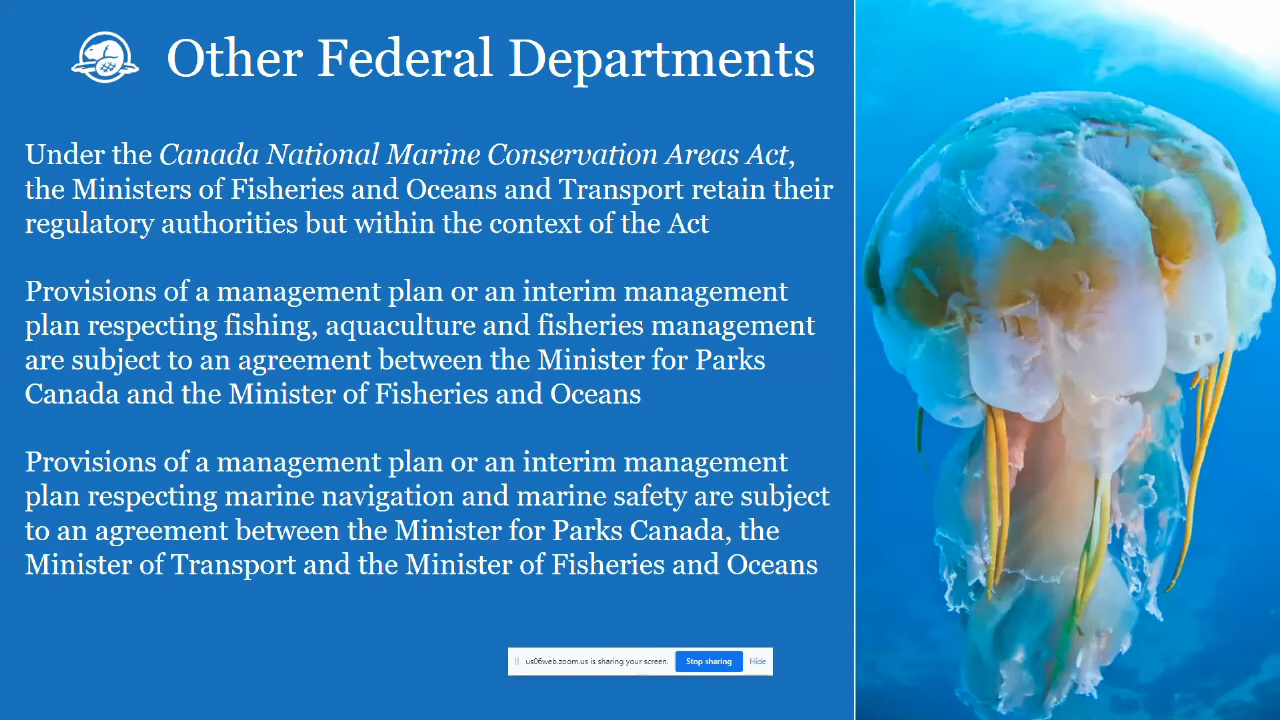 Other Federal Departments
Under the Canada National Marine Conservation Areas Act,
the Ministers of Fisheries and Oceans and Transport retain their
regulatory authorities but within the context of the Act
Provisions of a management plan or an interim management
plan respecting fishing, aquaculture and fisheries management
are subject to an agreement between the Minister for Parks
Canada and the Minister of Fisheries and Oceans
Provisions of a management plan or an interim management
plan respecting marine navigation and marine safety are subject
to an agreement between the Minister for Parks Canada, the
Minister of Transport and the Minister of Fisheries and Oceans
us06web.zoom.us is sharing your screen. Stop sharing Hide